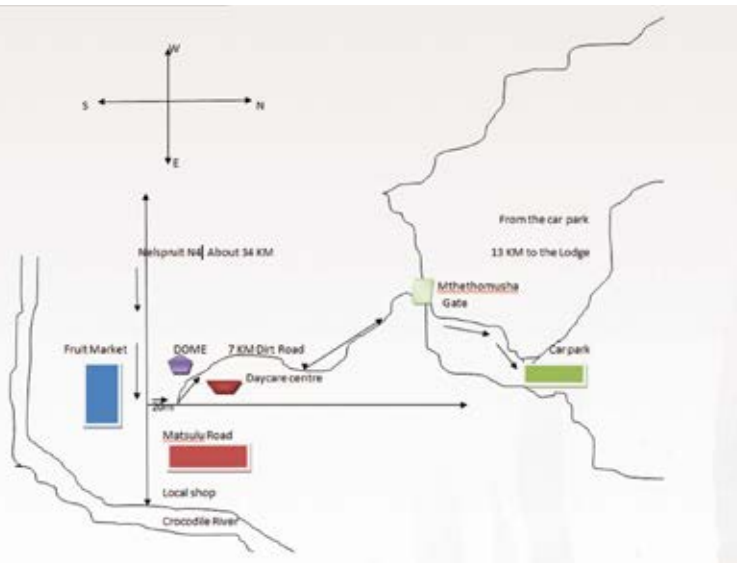 W
S
N
E
From the car park
Nelspruit N4 About 34 KM
13 KM to the Lodge
Mthethomusha
Gate
Fruit Market
DOME
7 KM Dirt Road
Car park
Daycare centre
20m
Matsulu Road
Local shop
Crocodile River